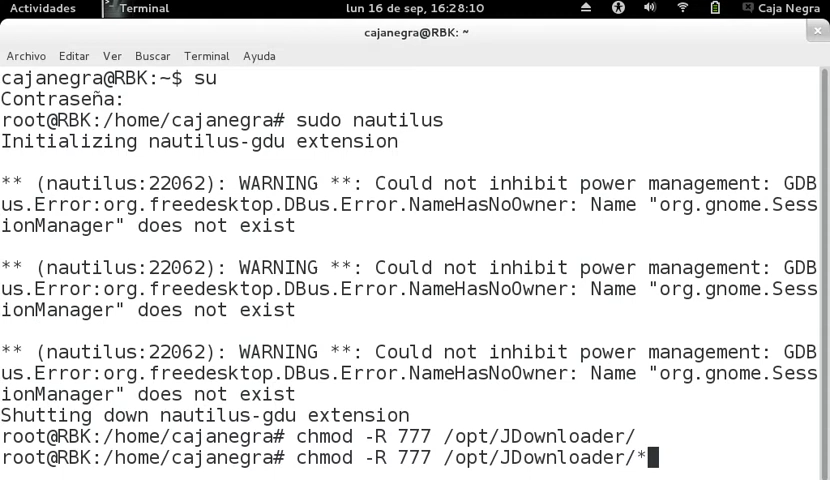 Actividades Terminal lun 16 de sep, 16:28:10 Caja Negra
cajanegra@RBK: ~ ×
Archivo Editar Ver Buscar Terminal Ayuda
cajanegra@RBK:~$ su
Contraseña:
root@RBK:/home/cajanegra# sudo nautilus
Initializing nautilus-gdu extension
** (nautilus:22062): WARNING **: Could not inhibit power management: GDB
us.Error:org.freedesktop.DBus.Error.NameHasNoOwner: Name "org.gnome.Sess
ionManager" does not exist
** (nautilus:22062): WARNING **: Could not inhibit power management: GDB
us.Error:org.freedesktop.DBus.Error.NameHasNoOwner: Name "org.gnome.Sess
ionManager" does not exist
** (nautilus:22062): WARNING **: Could not inhibit power management: GDB
us.Error:org.freedesktop.DBus.Error.NameHasNoOwner: Name "org.gnome.Sess
ionManager" does not exist
Shutting down nautilus-gdu extension
root@RBK:/home/cajanegra# chmod -R 777 /opt/JDownloader/
root@RBK:/home/cajanegra# chmod -R 777 /opt/JDownloader/*